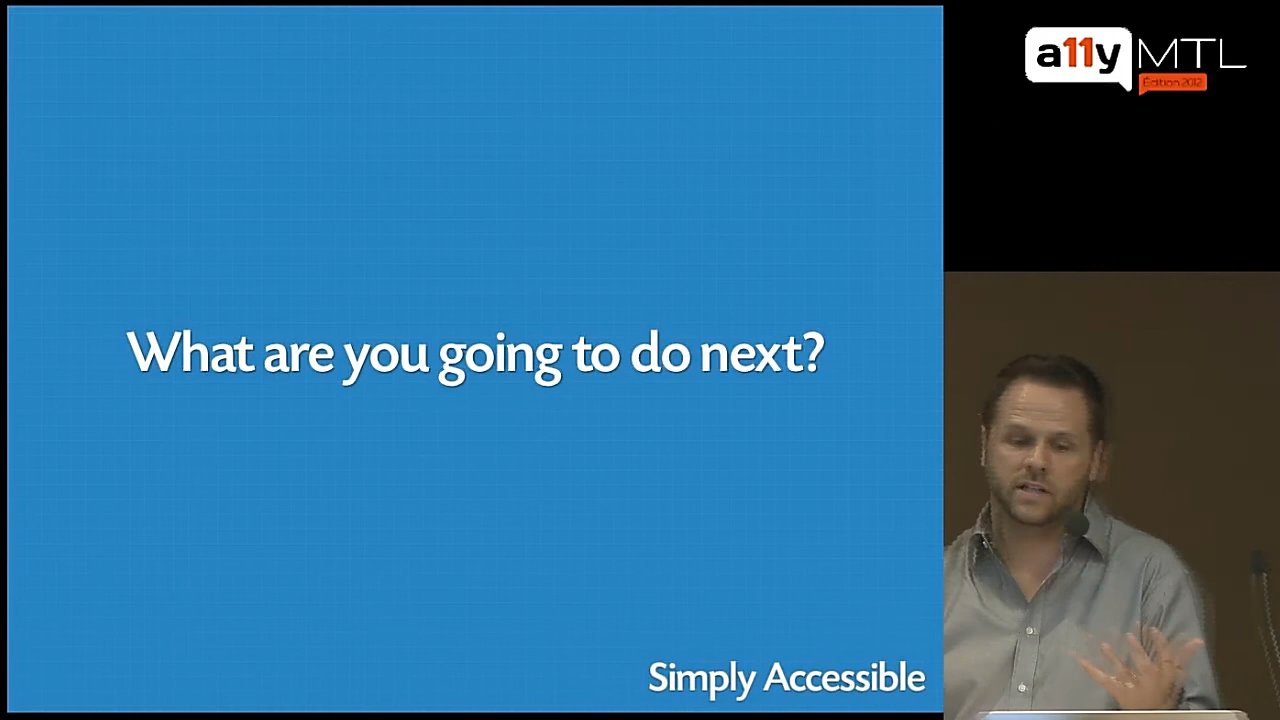 What are you going to do next?
Simply Accessible
a11y MTL
Édition 2012